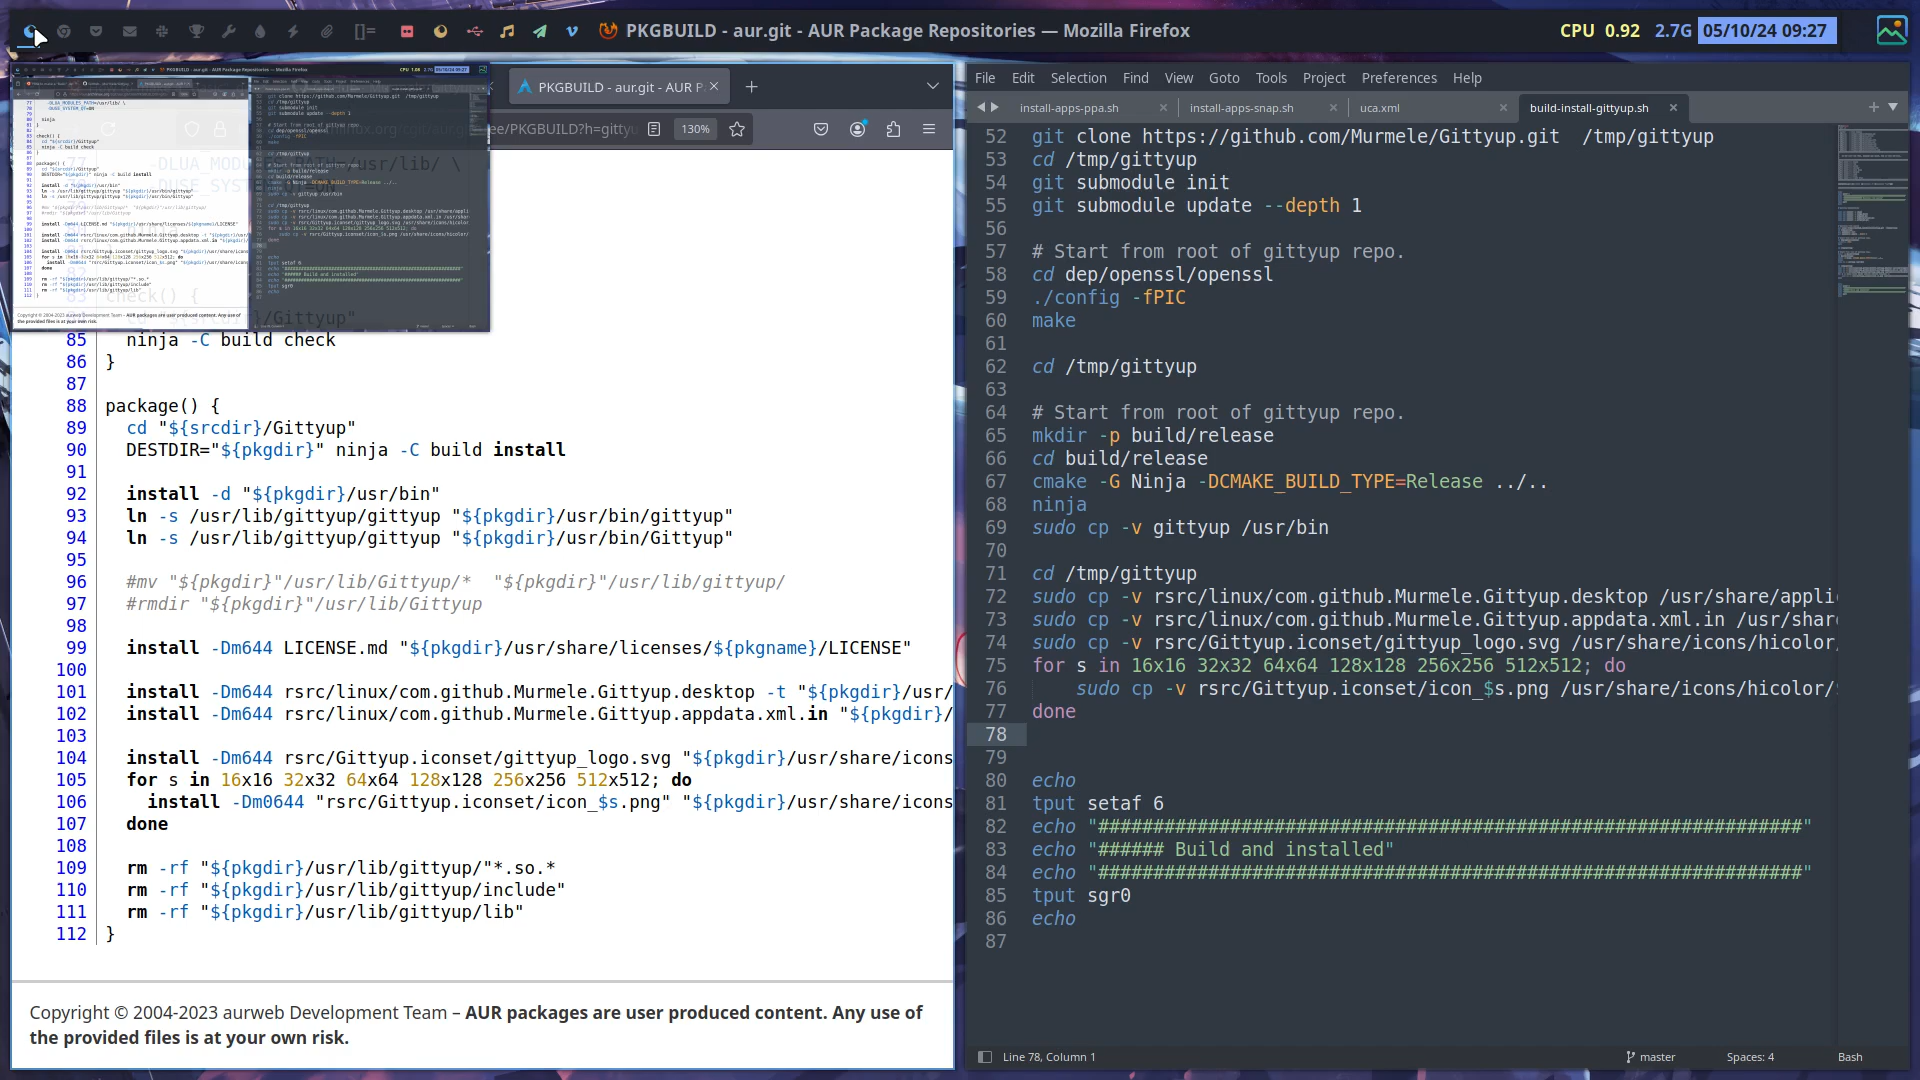 []=
PKGBUILD - aur.git - AUR Package Repositories — Mozilla Firefox
CPU 0.92 2.7G 05/10/24 09:27
PKGBUILD - aur.git - AUR P
/PKGBUILD?h=gittyu
130%
85 ninja -C build check
86 }
87
88 package() {
89 cd "${srcdir}/Gittyup"
90 DESTDIR="${pkgdir}" ninja -C build install
91
92 install -d "${pkgdir}/usr/bin"
93 ln -s /usr/lib/gittyup/gittyup "${pkgdir}/usr/bin/gittyup"
94 ln -s /usr/lib/gittyup/gittyup "${pkgdir}/usr/bin/Gittyup"
95
96 #mv "${pkgdir}"/usr/lib/Gittyup/*  "${pkgdir}"/usr/lib/gittyup/
97 #rmdir "${pkgdir}"/usr/lib/Gittyup
98
99 install -Dm644 LICENSE.md "${pkgdir}/usr/share/licenses/${pkgname}/LICENSE"
100
101 install -Dm644 rsrc/linux/com.github.Murmele.Gittyup.desktop -t "${pkgdir}/usr/
102 install -Dm644 rsrc/linux/com.github.Murmele.Gittyup.appdata.xml.in "${pkgdir}/
103
104 install -Dm644 rsrc/Gittyup.iconset/gittyup_logo.svg "${pkgdir}/usr/share/icons
105 for s in 16x16 32x32 64x64 128x128 256x256 512x512; do
106 install -Dm0644 "rsrc/Gittyup.iconset/icon_$s.png" "${pkgdir}/usr/share/icons
107 done
108
109 rm -rf "${pkgdir}/usr/lib/gittyup/"*.so.*
110 rm -rf "${pkgdir}/usr/lib/gittyup/include"
111 rm -rf "${pkgdir}/usr/lib/gittyup/lib"
112 }
Copyright © 2004-2023 aurweb Development Team – AUR packages are user produced content. Any use of
the provided files is at your own risk.
File Edit Selection Find View Goto Tools Project Preferences Help
install-apps-ppa.sh install-apps-snap.sh uca.xml build-install-gittyup.sh
52 git clone https://github.com/Murmele/Gittyup.git  /tmp/gittyup
53 cd /tmp/gittyup
54 git submodule init
55 git submodule update --depth 1
56
57 # Start from root of gittyup repo.
58 cd dep/openssl/openssl
59 ./config -fPIC
60 make
61
62 cd /tmp/gittyup
63
64 # Start from root of gittyup repo.
65 mkdir -p build/release
66 cd build/release
67 cmake -G Ninja -DCMAKE_BUILD_TYPE=Release ../..
68 ninja
69 sudo cp -v gittyup /usr/bin
70
71 cd /tmp/gittyup
72 sudo cp -v rsrc/linux/com.github.Murmele.Gittyup.desktop /usr/share/appli
73 sudo cp -v rsrc/linux/com.github.Murmele.Gittyup.appdata.xml.in /usr/shar
74 sudo cp -v rsrc/Gittyup.iconset/gittyup_logo.svg /usr/share/icons/hicolor/
75 for s in 16x16 32x32 64x64 128x128 256x256 512x512; do
76 sudo cp -v rsrc/Gittyup.iconset/icon_$s.png /usr/share/icons/hicolor/
77 done
78
79
80 echo
81 tput setaf 6
82 echo "################################################################"
83 echo "###### Build and installed"
84 echo "################################################################"
85 tput sgr0
86 echo
87
Line 78, Column 1
master
Spaces: 4
Bash